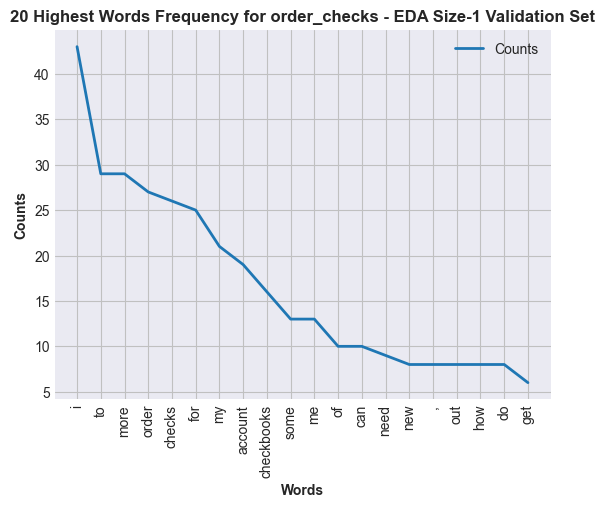 20 Highest Words Frequency for order_checks - EDA Size-1 Validation Set
Counts
Counts
40
35
30
25
20
15
10
5
i
to
more
order
checks
for
my
account
checkbooks
some
me
of
can
need
new
,
out
how
do
get
Words